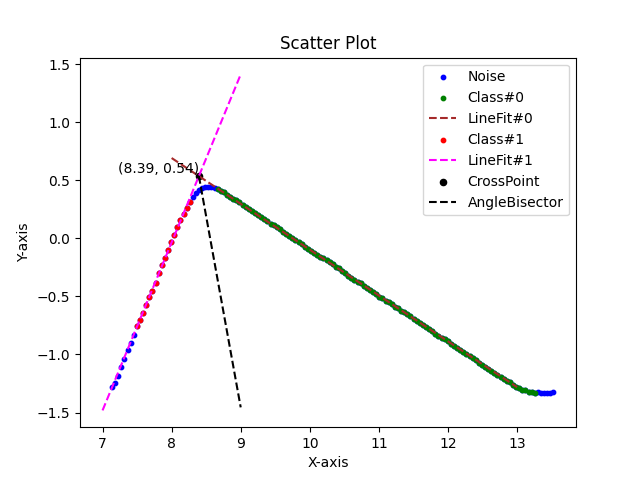 Scatter Plot
Noise
Class#0
LineFit#0
Class#1
LineFit#1
CrossPoint
AngleBisector
(8.39, 0.54)
1.5
1.0
0.5
0.0
−0.5
−1.0
−1.5
Y-axis
7 8 9 10 11 12 13
X-axis